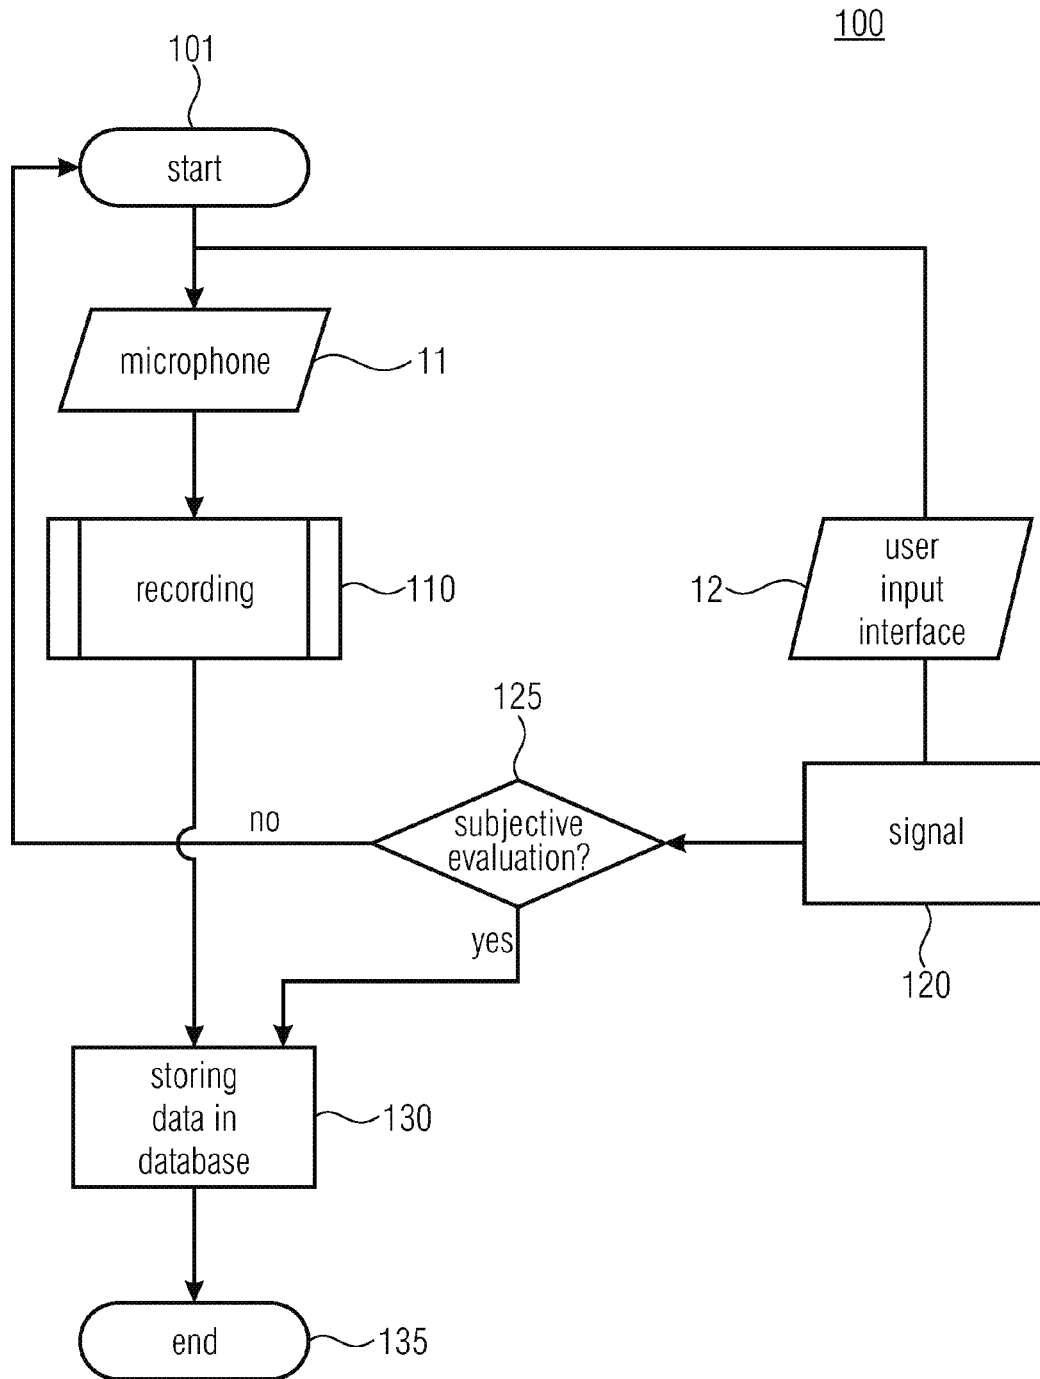 100
101
start
microphone
11
recording
110
12
user
input
interface
125
no
subjective
evaluation?
signal
yes
120
storing
data in
database
130
end
135